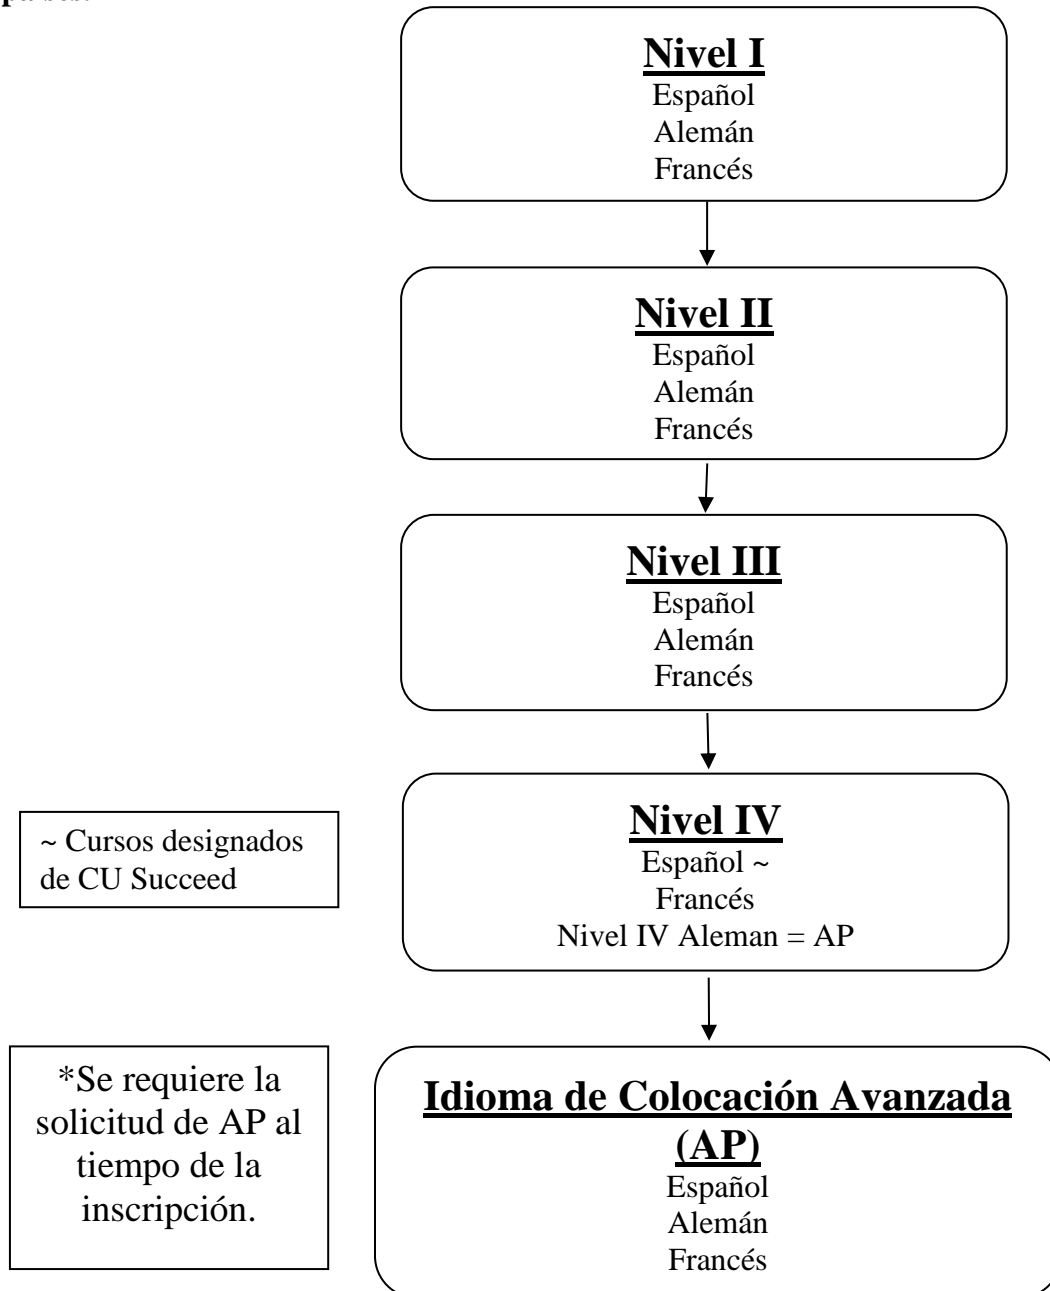 Nivel I
Español
Alemán
Francés
Nivel II
Español
Alemán
Francés
Nivel III
Español
Alemán
Francés
~ Cursos designados
de CU Succeed
Nivel IV
Español ~
Francés
Nivel IV Aleman = AP
*Se requiere la
solicitud de AP al
tiempo de la
inscripción.
Idioma de Colocación Avanzada
(AP)
Español
Alemán
Francés